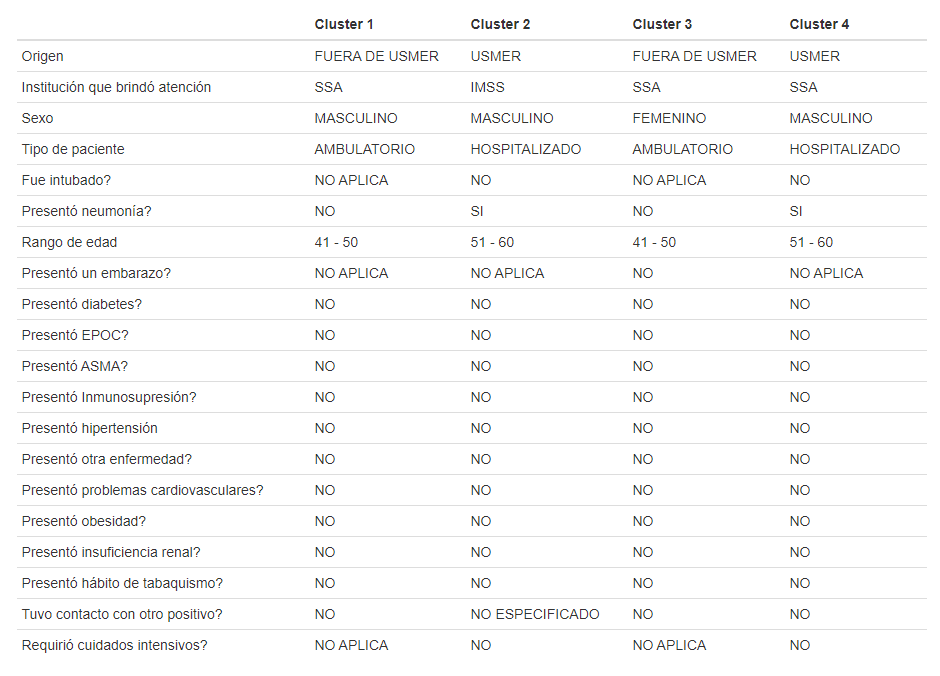 Cluster 1 Cluster 2 Cluster 3 Cluster 4
Origen FUERA DE USMER USMER FUERA DE USMER USMER
Institución que brindó atención SSA IMSS SSA SSA
Sexo MASCULINO MASCULINO FEMENINO MASCULINO
Tipo de paciente AMBULATORIO HOSPITALIZADO AMBULATORIO HOSPITALIZADO
Fue intubado? NO APLICA NO NO APLICA NO
Presentó neumonía? NO SI NO SI
Rango de edad 41 - 50 51 - 60 41 - 50 51 - 60
Presentó un embarazo? NO APLICA NO APLICA NO NO APLICA
Presentó diabetes? NO NO NO NO
Presentó EPOC? NO NO NO NO
Presentó ASMA? NO NO NO NO
Presentó Inmunosupresión? NO NO NO NO
Presentó hipertensión NO NO NO NO
Presentó otra enfermedad? NO NO NO NO
Presentó problemas cardiovasculares? NO NO NO NO
Presentó obesidad? NO NO NO NO
Presentó insuficiencia renal? NO NO NO NO
Presentó hábito de tabaquismo? NO NO NO NO
Tuvo contacto con otro positivo? NO NO ESPECIFICADO NO NO
Requirió cuidados intensivos? NO APLICA NO NO APLICA NO